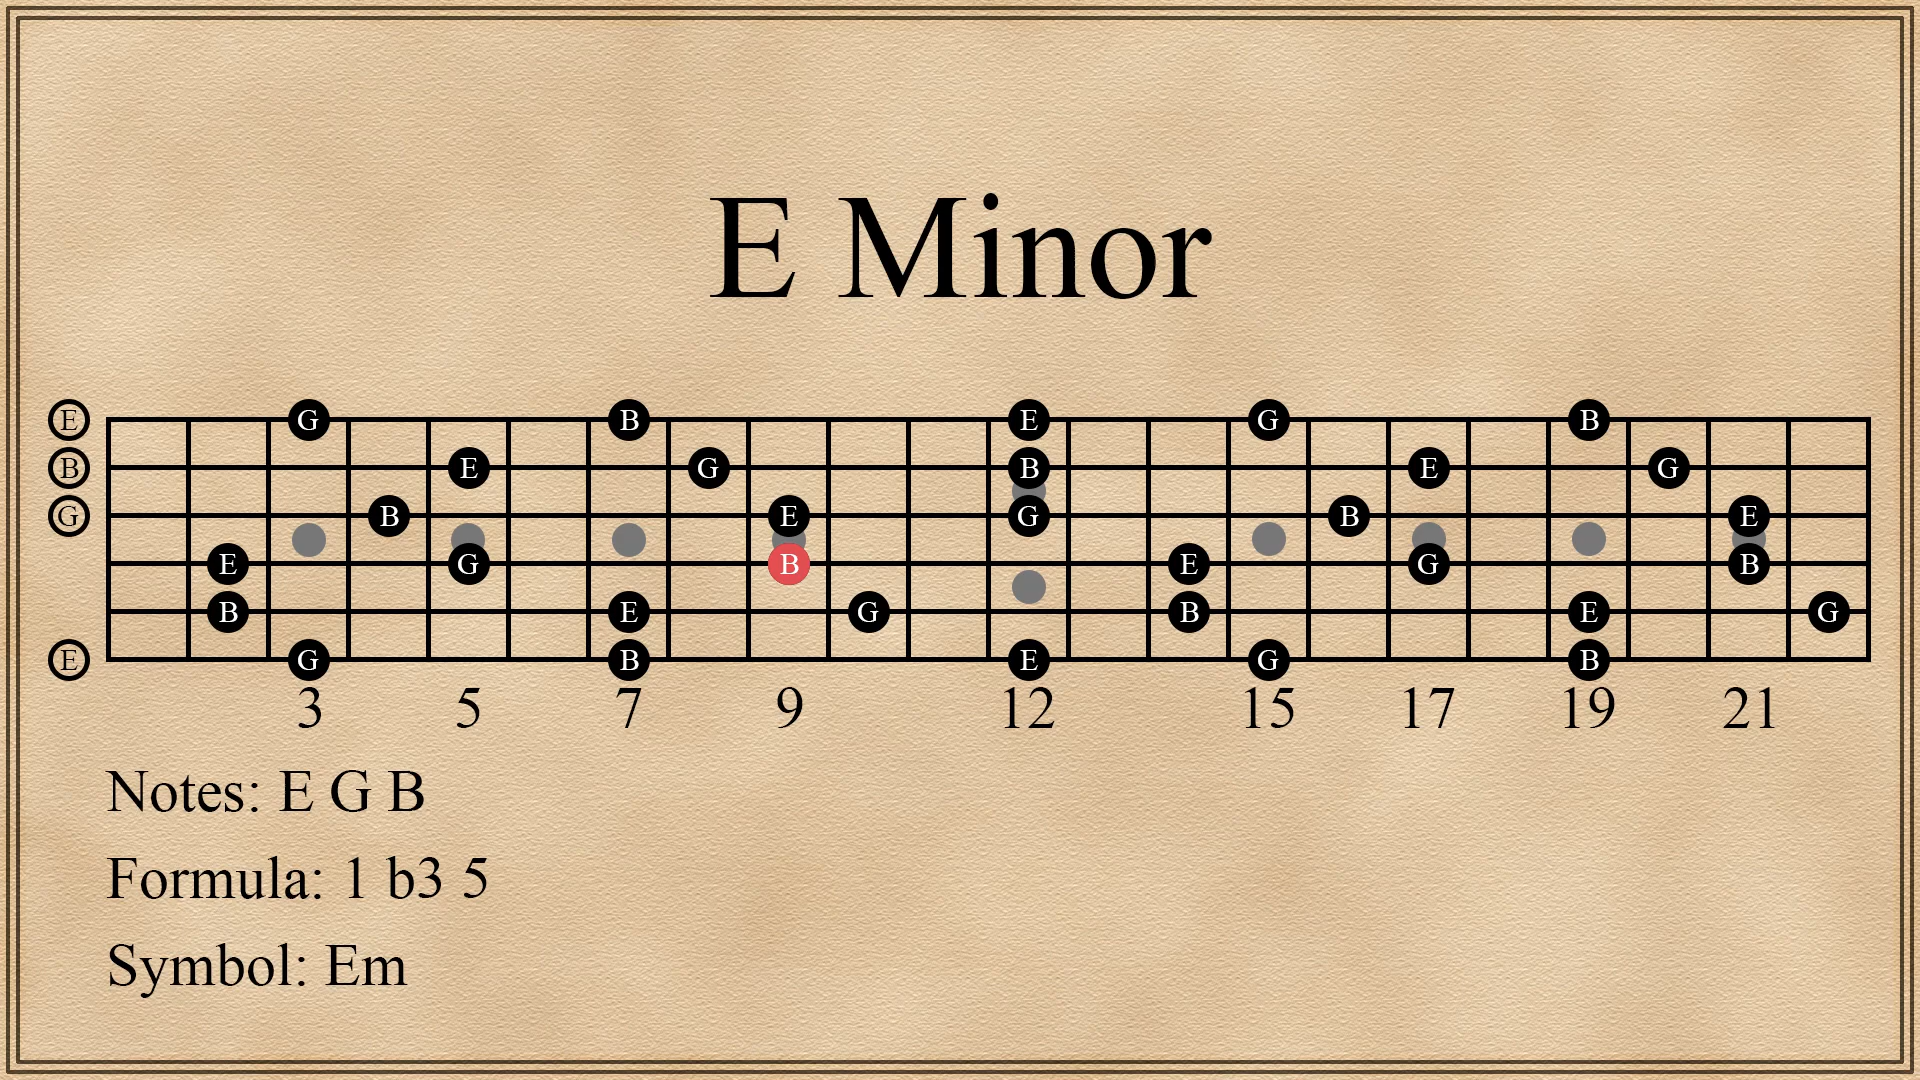 E Minor
E G B E G B
B E G B E G
G B E G B E
E G B E G B
B E G B E G
E G B E G B
3 5 7 9 12 15 17 19 21
Notes: E G B
Formula: 1 b3 5
Symbol: Em